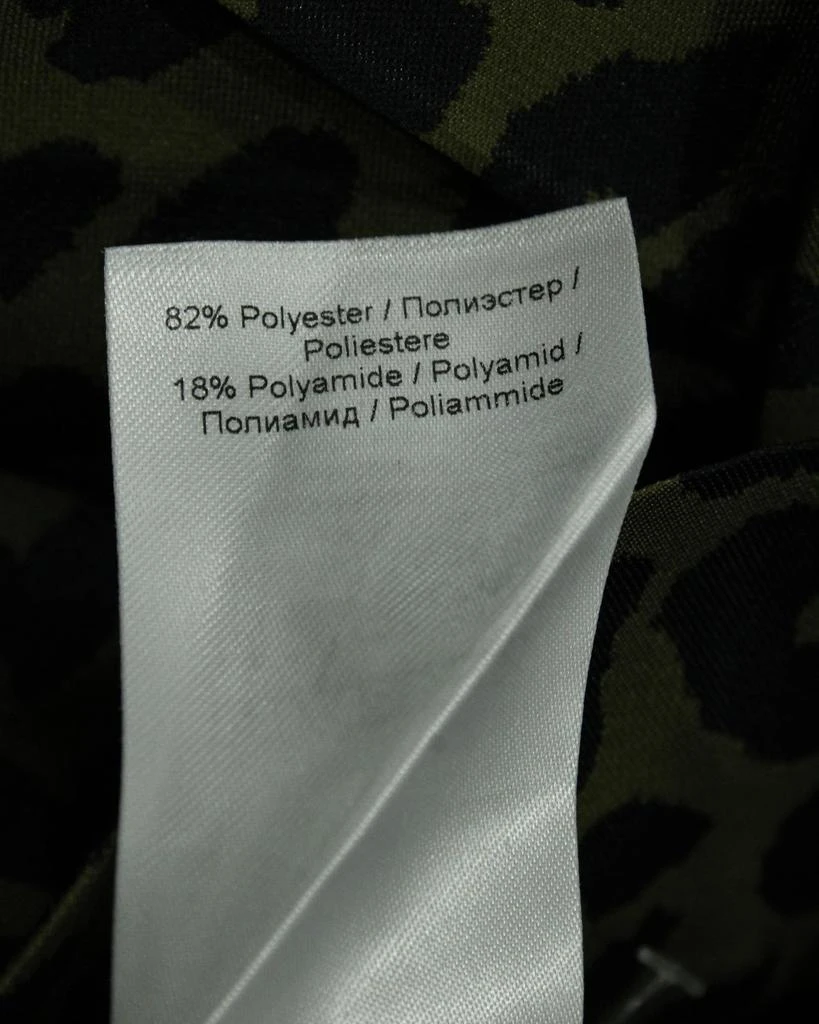 82% Polyester / Полиэстер /
Poliestere
18% Polyamide / Polyamid /
Полиамид / Poliammide